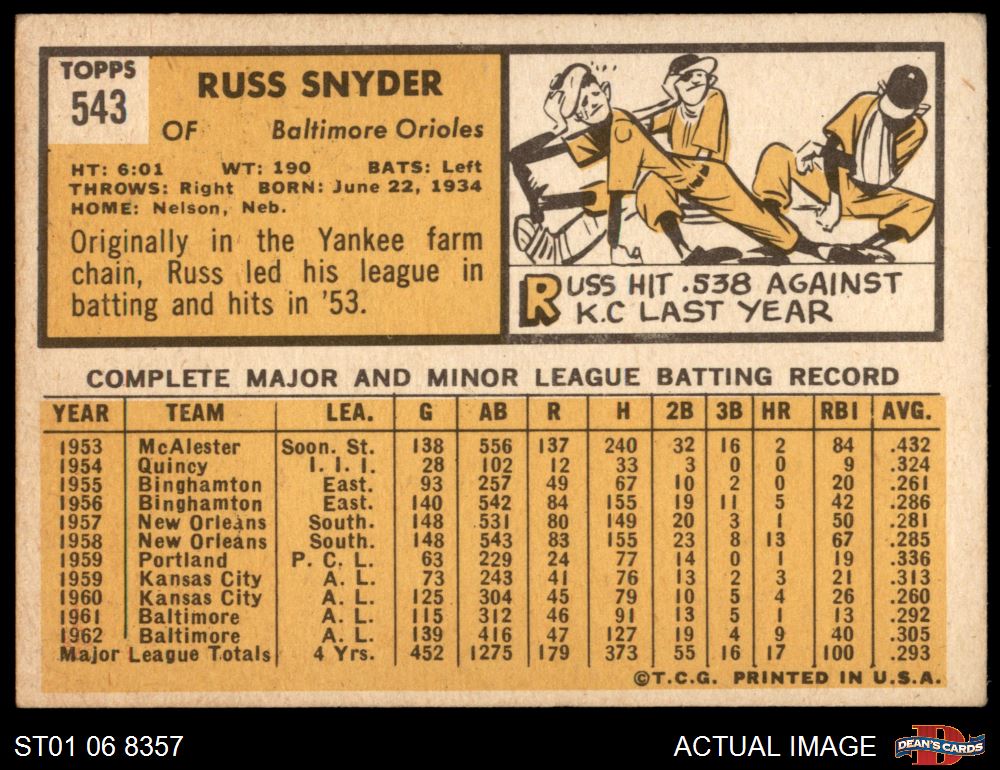 TOPPS
543
RUSS SNYDER
OF Baltimore Orioles
HT: 6:01 WT: 190 BATS: Left
THROWS: Right BORN: June 22, 1934
HOME: Nelson, Neb.
Originally in the Yankee farm
chain, Russ led his league in
batting and hits in '53.
C
RUSS HIT .538 AGAINST
K.C LAST YEAR
COMPLETE MAJOR AND MINOR LEAGUE BATTING RECORD
YEAR TEAM LEA. G AB R H 2B 3B HR RBI AVG.
1953 McAlester Soon. St. 138 556 137 240 32 16 2 84 .432
1954 Quincy I. I. I. 28 102 12 33 3 0 0 9 .324
1955 Binghamton East. 93 257 49 67 10 2 0 20 .261
1956 Binghamton East. 140 542 84 155 19 11 5 42 .286
1957 New Orleans South. 148 531 80 149 20 3 1 50 .281
1958 New Orleans South. 148 543 83 155 23 8 13 67 .285
1959 Portland P. C. L. 63 229 24 77 14 0 1 19 .336
1959 Kansas City A. L. 73 243 41 76 13 2 3 21 .313
1960 Kansas City A. L. 125 304 45 79 10 5 4 26 .260
1961 Baltimore A. L. 115 312 46 91 13 5 1 13 .292
1962 Baltimore A. L. 139 416 47 127 19 4 9 40 .305
Major League Totals 4 Yrs. 452 1275 179 373 55 16 17 100 .293
©T.C.G. PRINTED IN U.S.A.
ST01 06 8357
ACTUAL IMAGE
D
DEAN'S CARDS